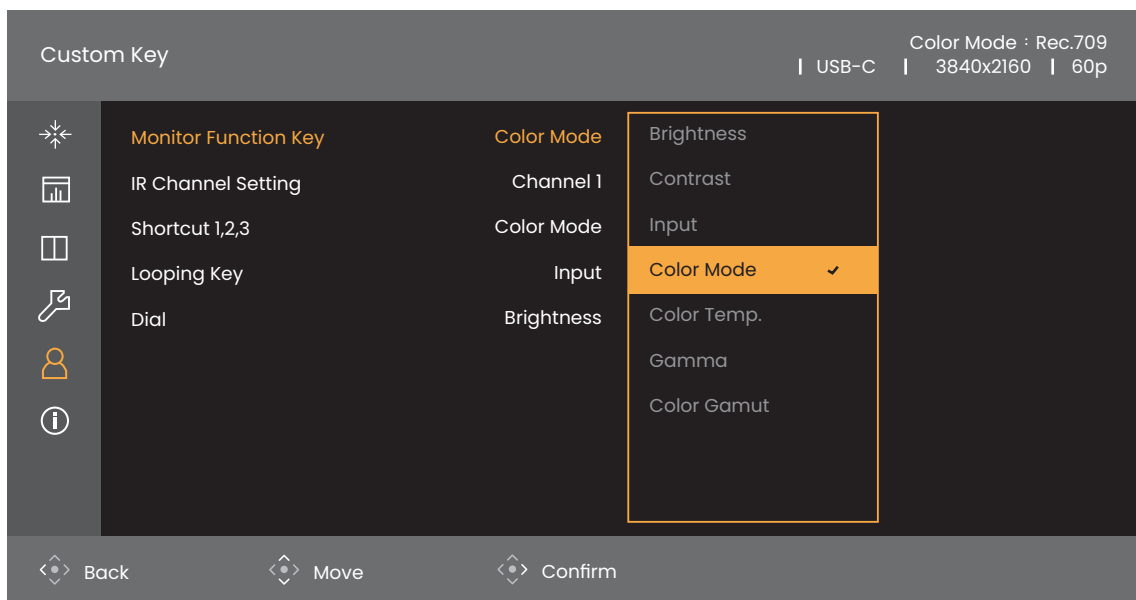 Custom Key
Color Mode : Rec.709
| USB-C | 3840x2160 | 60p
Monitor Function Key Color Mode
IR Channel Setting Channel 1
Shortcut 1,2,3 Color Mode
Looping Key Input
Dial Brightness
Brightness
Contrast
Input
Color Mode
Color Temp.
Gamma
Color Gamut
Back Move Confirm